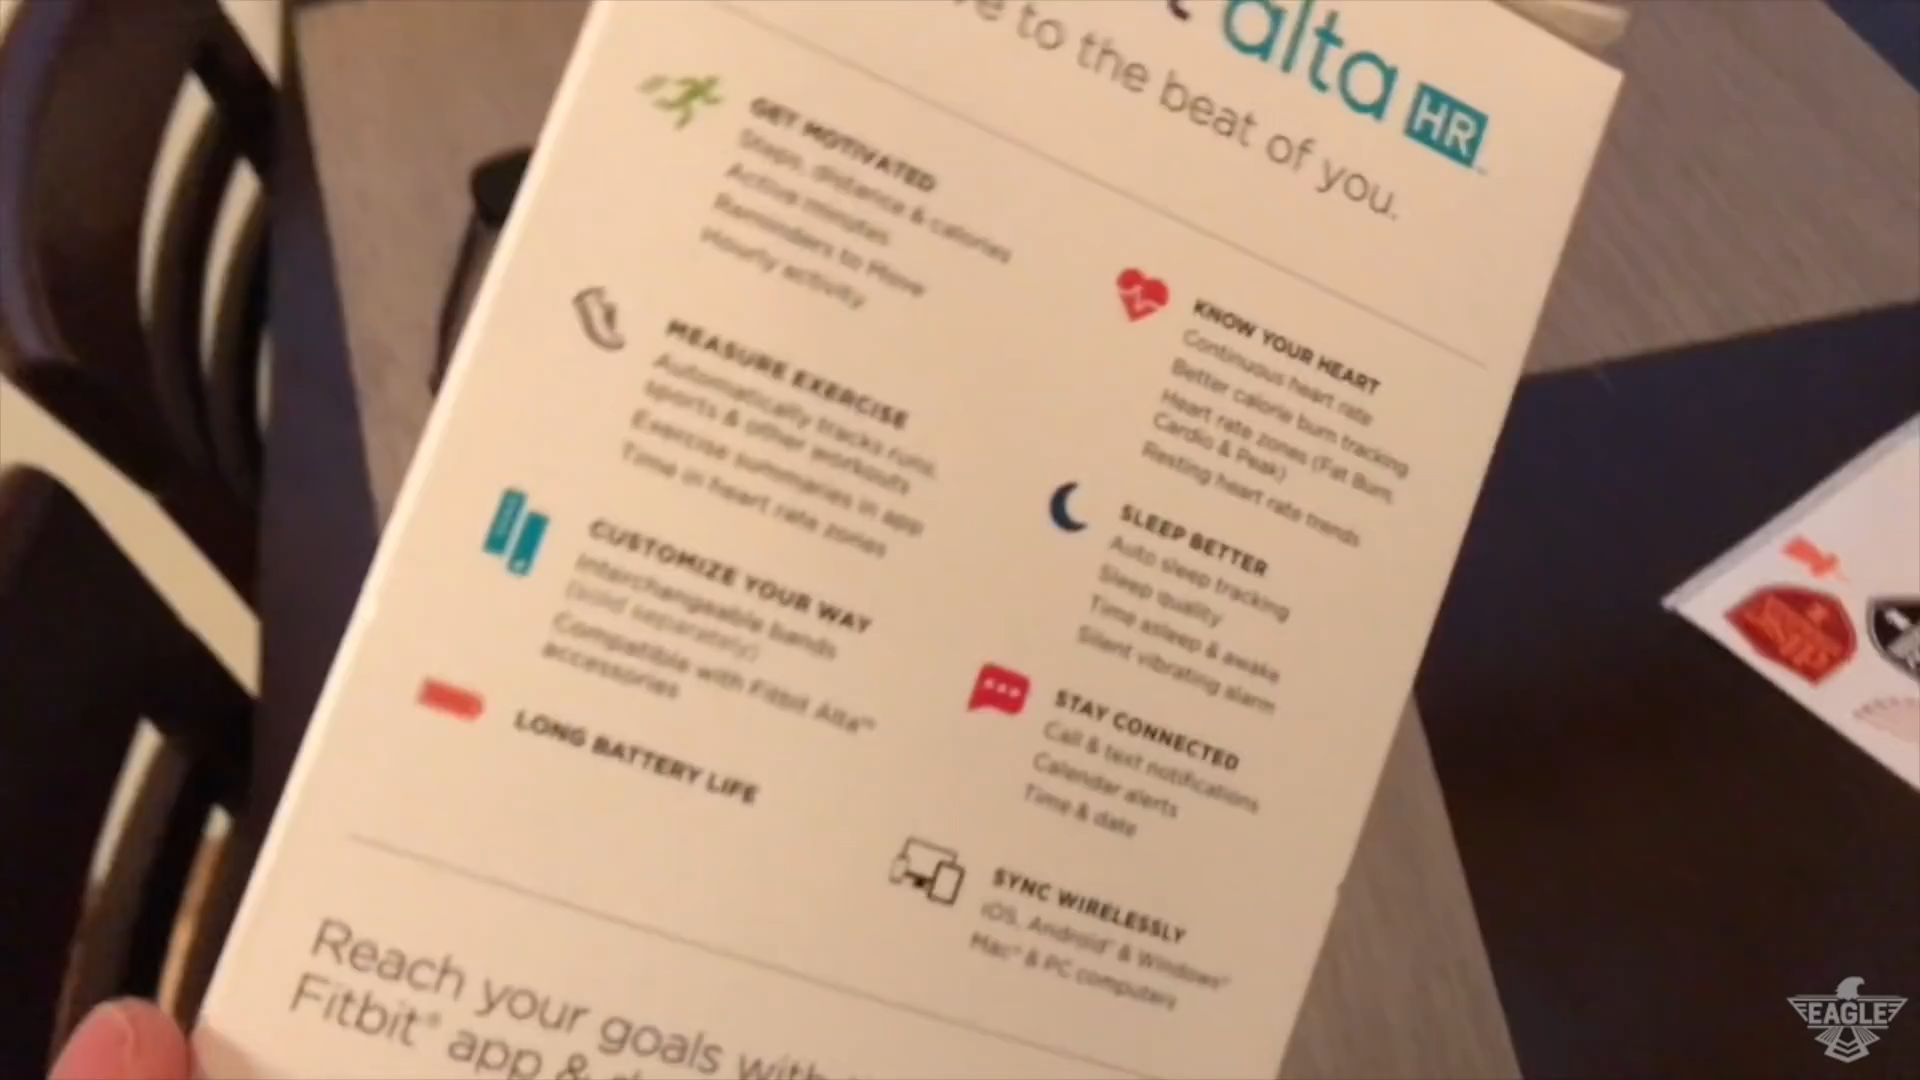 alta HR
to the beat of you.
GET MOTIVATED
Steps, distance & calories
Active minutes
Reminders to Move
Hourly activity
MEASURE EXERCISE
Automatically tracks runs,
sports & other workouts
Exercise summaries in app
Time in heart rate zones
CUSTOMIZE YOUR WAY
Interchangeable bands
(sold separately)
Compatible with Fitbit Alta™
accessories
LONG BATTERY LIFE
KNOW YOUR HEART
Continuous heart rate
Better calorie burn tracking
Heart rate zones (Fat Burn,
Cardio & Peak)
Resting heart rate trends
SLEEP BETTER
Auto sleep tracking
Sleep quality
Time asleep & awake
Silent vibrating alarm
STAY CONNECTED
Call & text notifications
Calendar alerts
Time & date
SYNC WIRELESSLY
iOS, Android™ & Windows®
Mac® & PC computers
Reach your goals with
Fitbit® app &
EAGLE